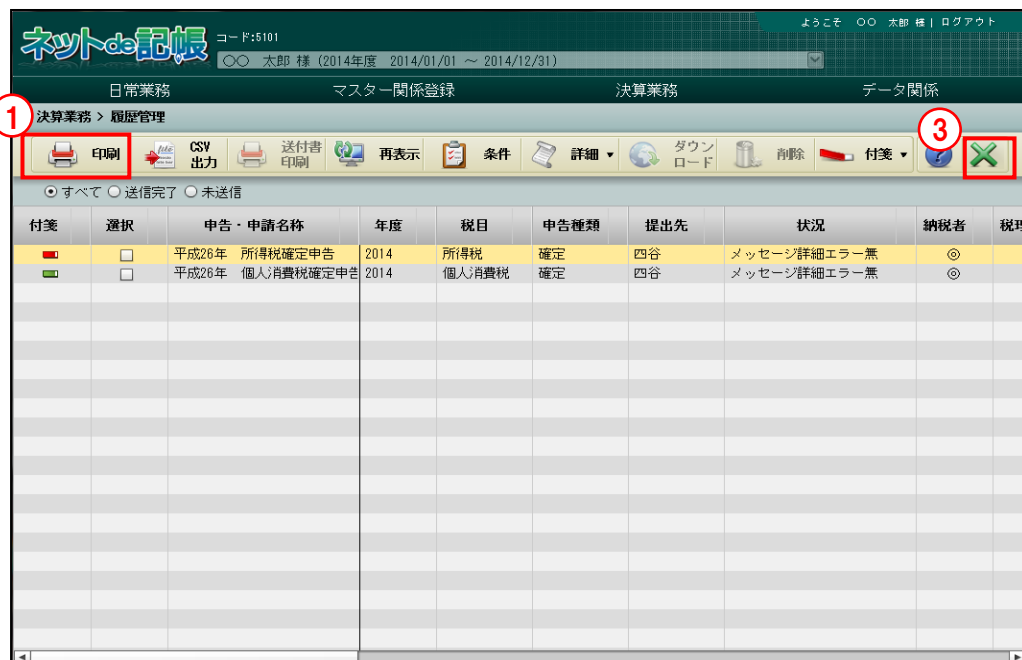 ようこそ ○○ 太郎 様 | ログアウト
ネットde記帳
コード:5101
○○ 太郎 様 (2014年度 2014/01/01 ~ 2014/12/31)
日常業務 マスター関係登録 決算業務 データ関係
1
決算業務 > 履歴管理
3
印刷 CSV出力 送付書印刷 再表示 条件 詳細 ダウンロード 削除 付箋 ?
すべて 送信完了 未送信
付箋 選択 申告・申請名称 年度 税目 申告種類 提出先 状況 納税者 税理
平成26年 所得税確定申告 2014 所得税 確定 四谷 メッセージ詳細エラー無 ◎
平成26年 個人消費税確定申告 2014 個人消費税 確定 四谷 メッセージ詳細エラー無 ◎